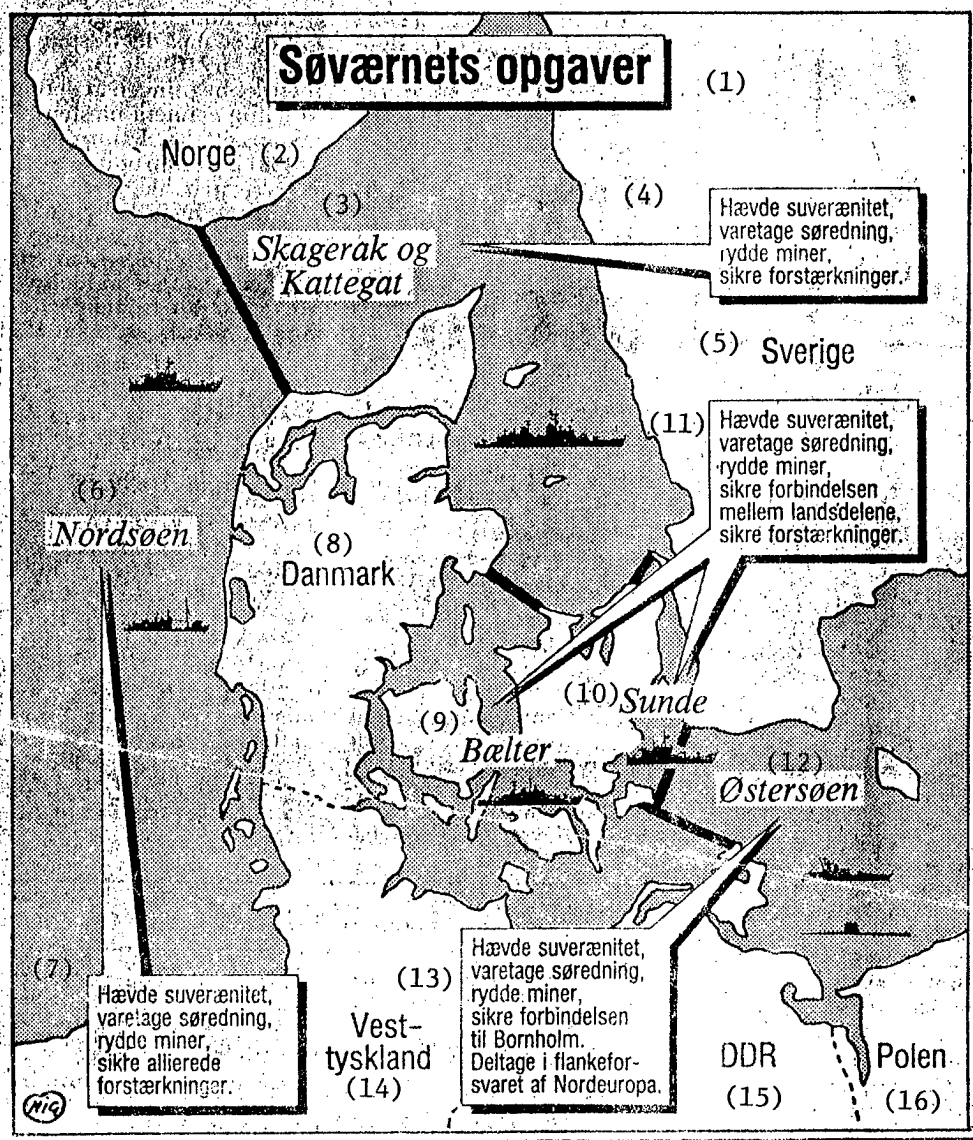 Søværnets opgaver
(1)
Norge (2)
(3)
Skagerak og
Kattegat
(4)
Hævde suverænitet,
varetage søredning,
rydde miner,
sikre forstærkninger.
(5) Sverige
(11)
Hævde suverænitet,
varetage søredning,
rydde miner,
sikre forbindelsen
mellem landsdelene,
sikre forstærkninger.
(6)
Nordsøen
(8)
Danmark
(9)
Bælter
(10) Sunde
(12)
Østersøen
(7)
Hævde suverænitet,
varetage søredning,
rydde miner,
sikre allierede
forstærkninger.
(13)
Hævde suverænitet,
varetage søredning,
rydde miner,
sikre forbindelsen
til Bornholm.
Deltage i flankefor-
svaret af Nordeuropa.
Vest-
tyskland
(14)
DDR
(15)
Polen
(16)
MIG